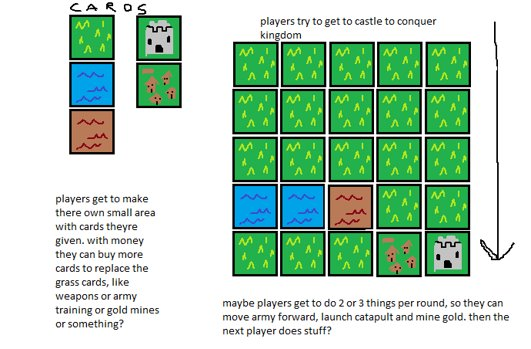 CARDS
players try to get to castle to conquer
kingdom
players get to make
there own small area
with cards theyre
given. with money
they can buy more
cards to replace the
grass cards, like
weapons or army
training or gold mines
or something?
maybe players get to do 2 or 3 things per round, so they can
move army forward, launch catapult and mine gold. then the
next player does stuff?